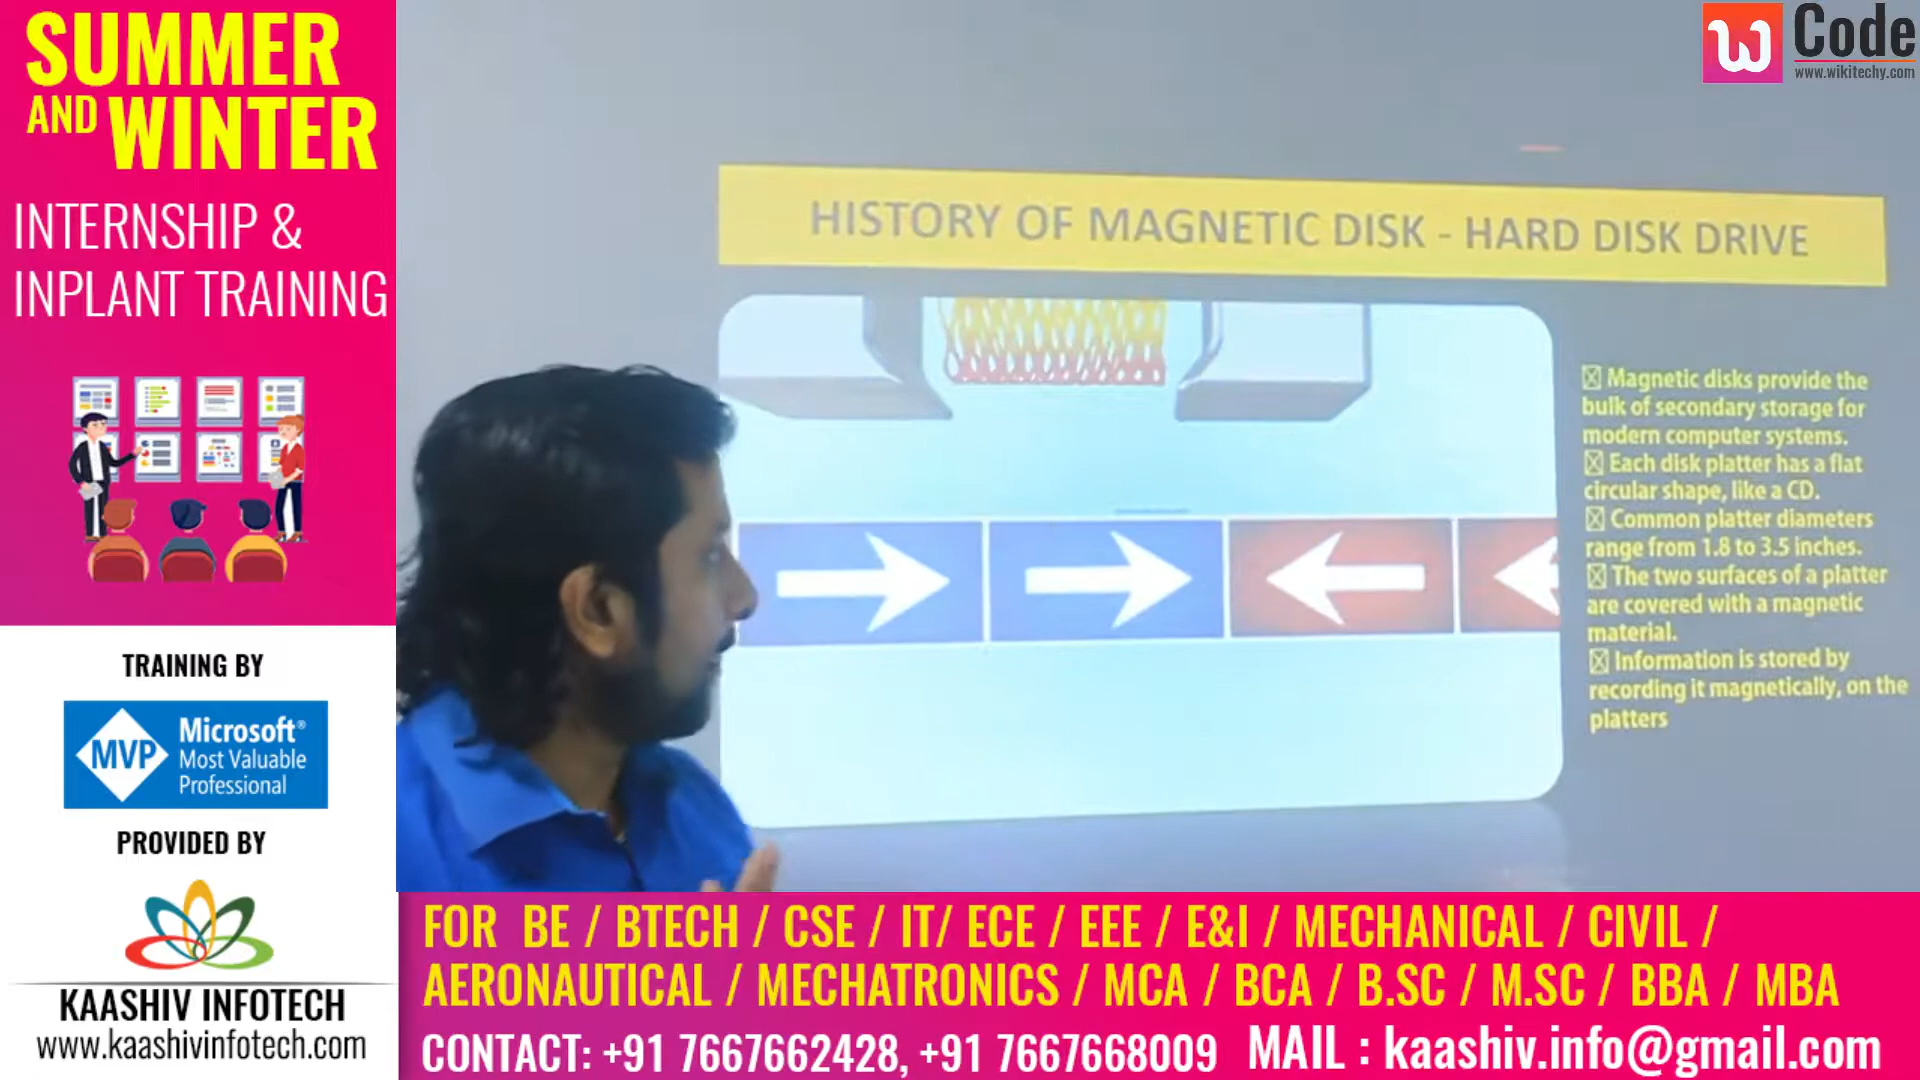 SUMMER
AND WINTER
INTERNSHIP &
INPLANT TRAINING
TRAINING BY
MVP
Microsoft®
Most Valuable
Professional
PROVIDED BY
KAASHIV INFOTECH
www.kaashivinfotech.com
W Code
www.wikitechy.com
HISTORY OF MAGNETIC DISK - HARD DISK DRIVE
Magnetic disks provide the
bulk of secondary storage for
modern computer systems.
Each disk platter has a flat
circular shape, like a CD.
Common platter diameters
range from 1.8 to 3.5 inches.
The two surfaces of a platter
are covered with a magnetic
material.
Information is stored by
recording it magnetically, on the
platters
FOR BE / BTECH / CSE / IT/ ECE / EEE / E&I / MECHANICAL / CIVIL /
AERONAUTICAL / MECHATRONICS / MCA / BCA / B.SC / M.SC / BBA / MBA
CONTACT: +91 7667662428, +91 7667668009 MAIL : kaashiv.info@gmail.com